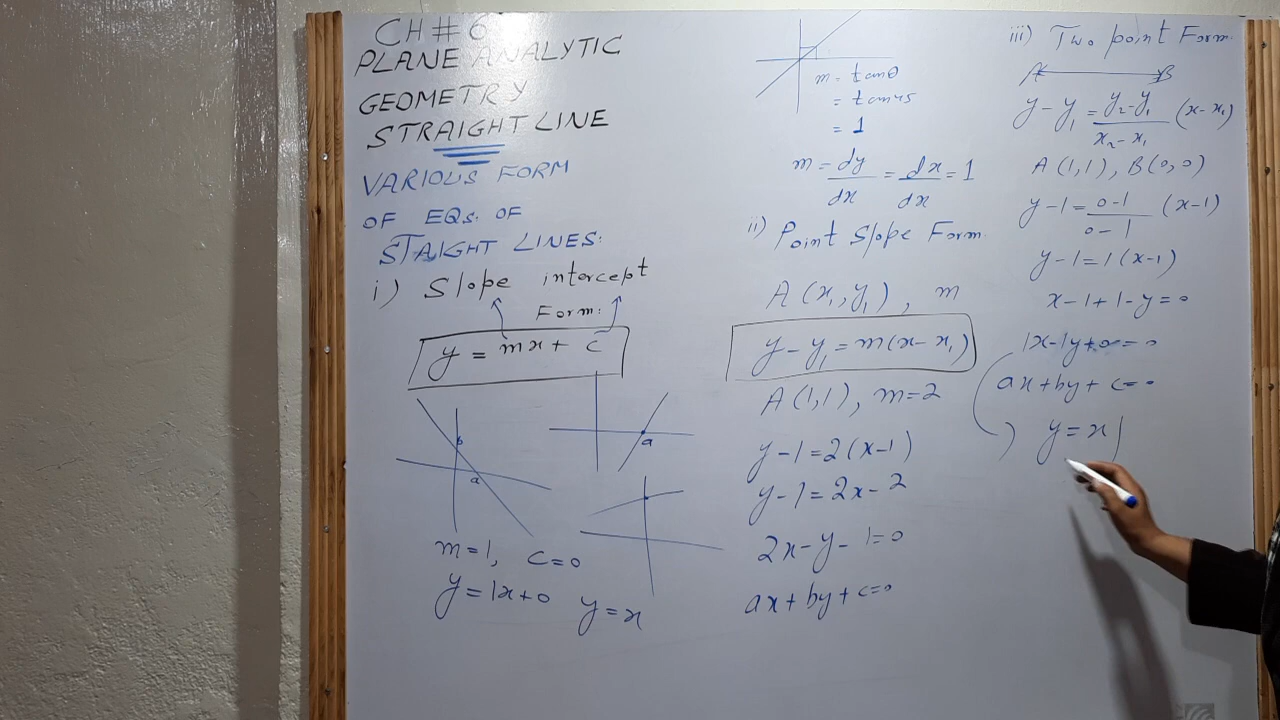 CH # 6
PLANE ANALYTIC
GEOMETRY
STRAIGHT LINE
VARIOUS FORM
OF EQs. OF
STAIGHT LINES:
i) Slope intercept
Form:
y = mx + c
b
a
a
m=1, c=0
y=1x+0 y=x
m = tanθ
= tan45
= 1
m = dy/dx = dx/dx = 1
ii) Point Slope Form
A (x₁, y₁), m
y - y₁ = m(x - x₁)
A (1,1), m=2
y-1=2(x-1)
y-1=2x-2
2x-y-1=0
ax+by+c=0
iii) Two point Form
A B
y-y₁ = y₂-y₁/x₂-x₁ (x-x₁)
A (1,1), B(0,0)
y-1 = 0-1/0-1 (x-1)
y-1=1(x-1)
x-1+1-y=0
1x-1y+0=0
ax+by+c=0
y=x